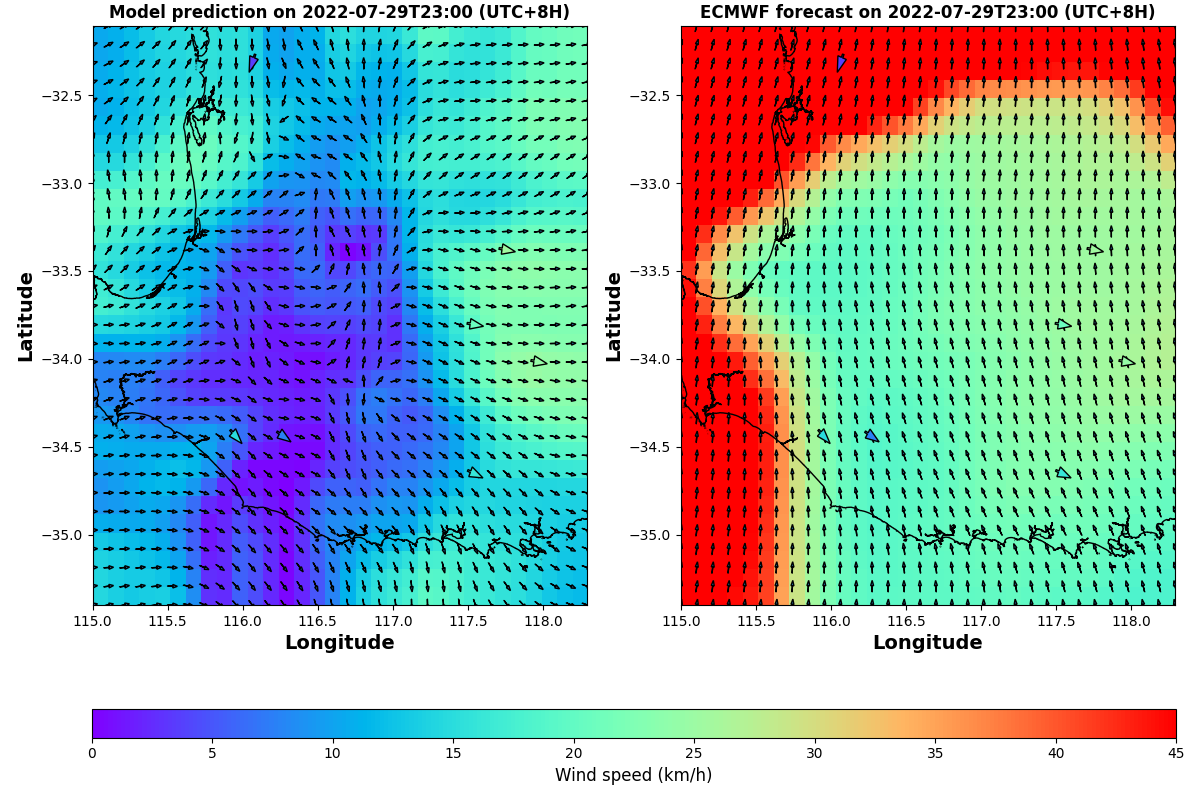 Model prediction on 2022-07-29T23:00 (UTC+8H)
ECMWF forecast on 2022-07-29T23:00 (UTC+8H)
Latitude
−32.5
−33.0
−33.5
−34.0
−34.5
−35.0
115.0 115.5 116.0 116.5 117.0 117.5 118.0
Longitude
Latitude
−32.5
−33.0
−33.5
−34.0
−34.5
−35.0
115.0 115.5 116.0 116.5 117.0 117.5 118.0
Longitude
0 5 10 15 20 25 30 35 40 45
Wind speed (km/h)